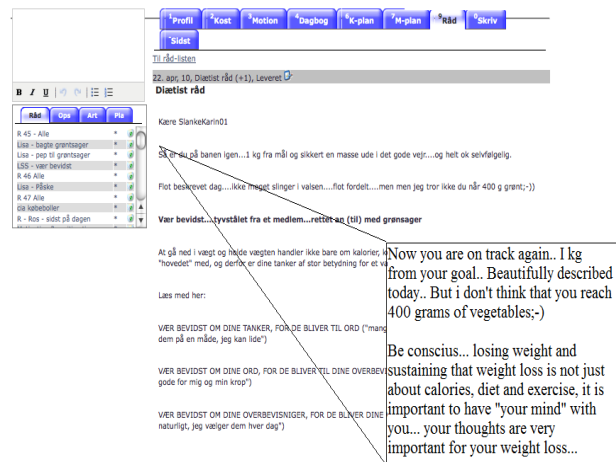 1Profil 2Kost 3Motion 4Dagbog 6K-plan 7M-plan 9Råd 0Skriv
Sidst
Til råd-listen
22. apr, 10, Diætist råd (+1), Leveret
Diætist råd
B I U
Råd Ops Art Pla
R 45 - Alle *
Lisa - bagte grøntsager *
Lisa - pep til grøntsager *
LSS - vær bevidst *
R 46 Alle *
Lisa - Påske *
R 47 Alle *
cia købeboller *
R - Ros - sidst på dagen *
Kære SlankeKarin01
Så er du på banen igen...1 kg fra mål og sikkert en masse ude i det gode vejr....og helt ok selvfølgelig.
Flot beskrevet dag....ikke meget slinger i valsen....flot fordelt....men men jeg tror ikke du når 400 g grønt;-))
Vær bevidst....tyvstålet fra et medlem...rettet an (til) med grønsager
At gå ned i vægt og holde vægten handler ikke bare om kalorier,
"hovedet" med, og derfor er dine tanker af stor betydning for et
Læs med her:
VÆR BEVIDST OM DINE TANKER, FOR DE BLIVER TIL ORD
dem på en måde, jeg kan lide")
VÆR BEVIDST OM DINE ORD, FOR DE BLIVER TIL DINE
gode for mig og min krop")
VÆR BEVIDST OM DINE OVERBEVISNIGER, FOR DE BLIVER DINE
naturligt, jeg vælger dem hver dag")
Now you are on track again.. I kg
from your goal.. Beautifully described
today.. But i don't think that you reach
400 grams of vegetables;-)
Be conscius... losing weight and
sustaining that weight loss is not just
about calories, diet and exercise, it is
important to have "your mind" with
you... your thoughts are very
important for your weight loss...